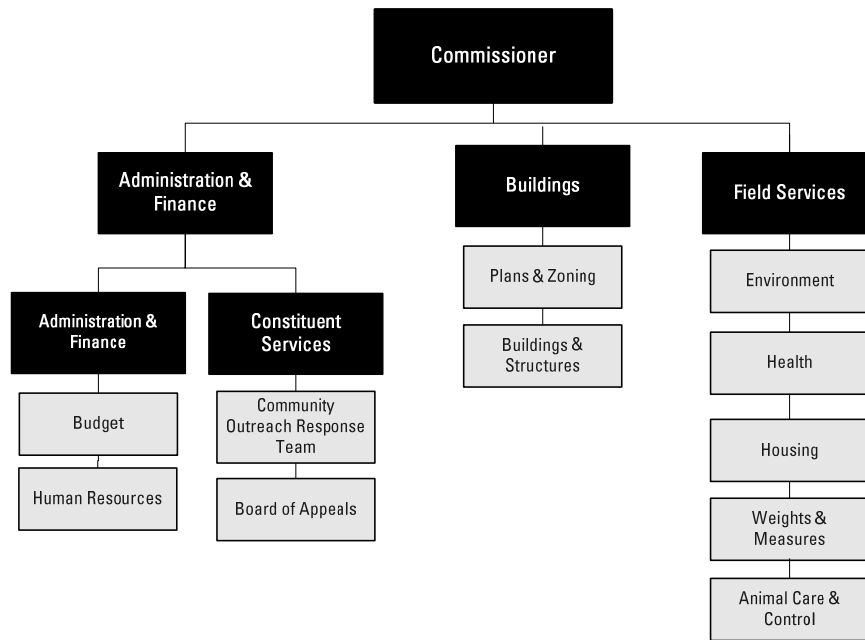 Commissioner
Administration &
Finance
Buildings
Field Services
Administration &
Finance
Constituent
Services
Plans & Zoning
Buildings &
Structures
Environment
Health
Housing
Weights &
Measures
Animal Care &
Control
Budget
Human Resources
Community
Outreach Response
Team
Board of Appeals